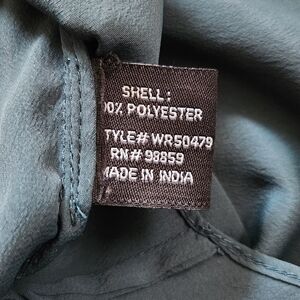 SHELL:
00% POLYESTER
TYLE# WR50479
RN# 98859
MADE IN INDIA